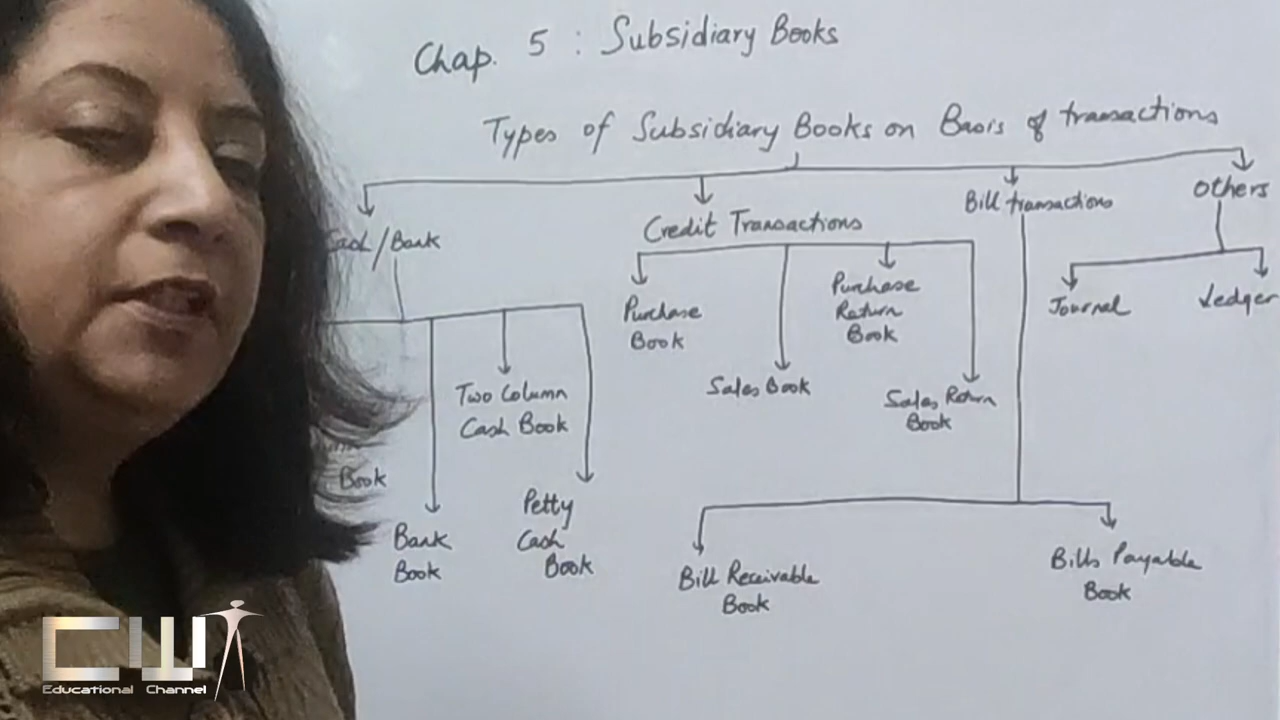 Chap. 5 : Subsidiary Books
Types of Subsidiary Books on Basis of transactions
Cash/Bank
Credit Transactions
Bill transactions
Others
Purchase
Book
Sales Book
Purchase
Return
Book
Sales Return
Book
Journal
Ledger
Book
Bank
Book
Two Column
Cash Book
Petty
Cash
Book
Bill Receivable
Book
Bills Payable
Book
CW
Educational Channel